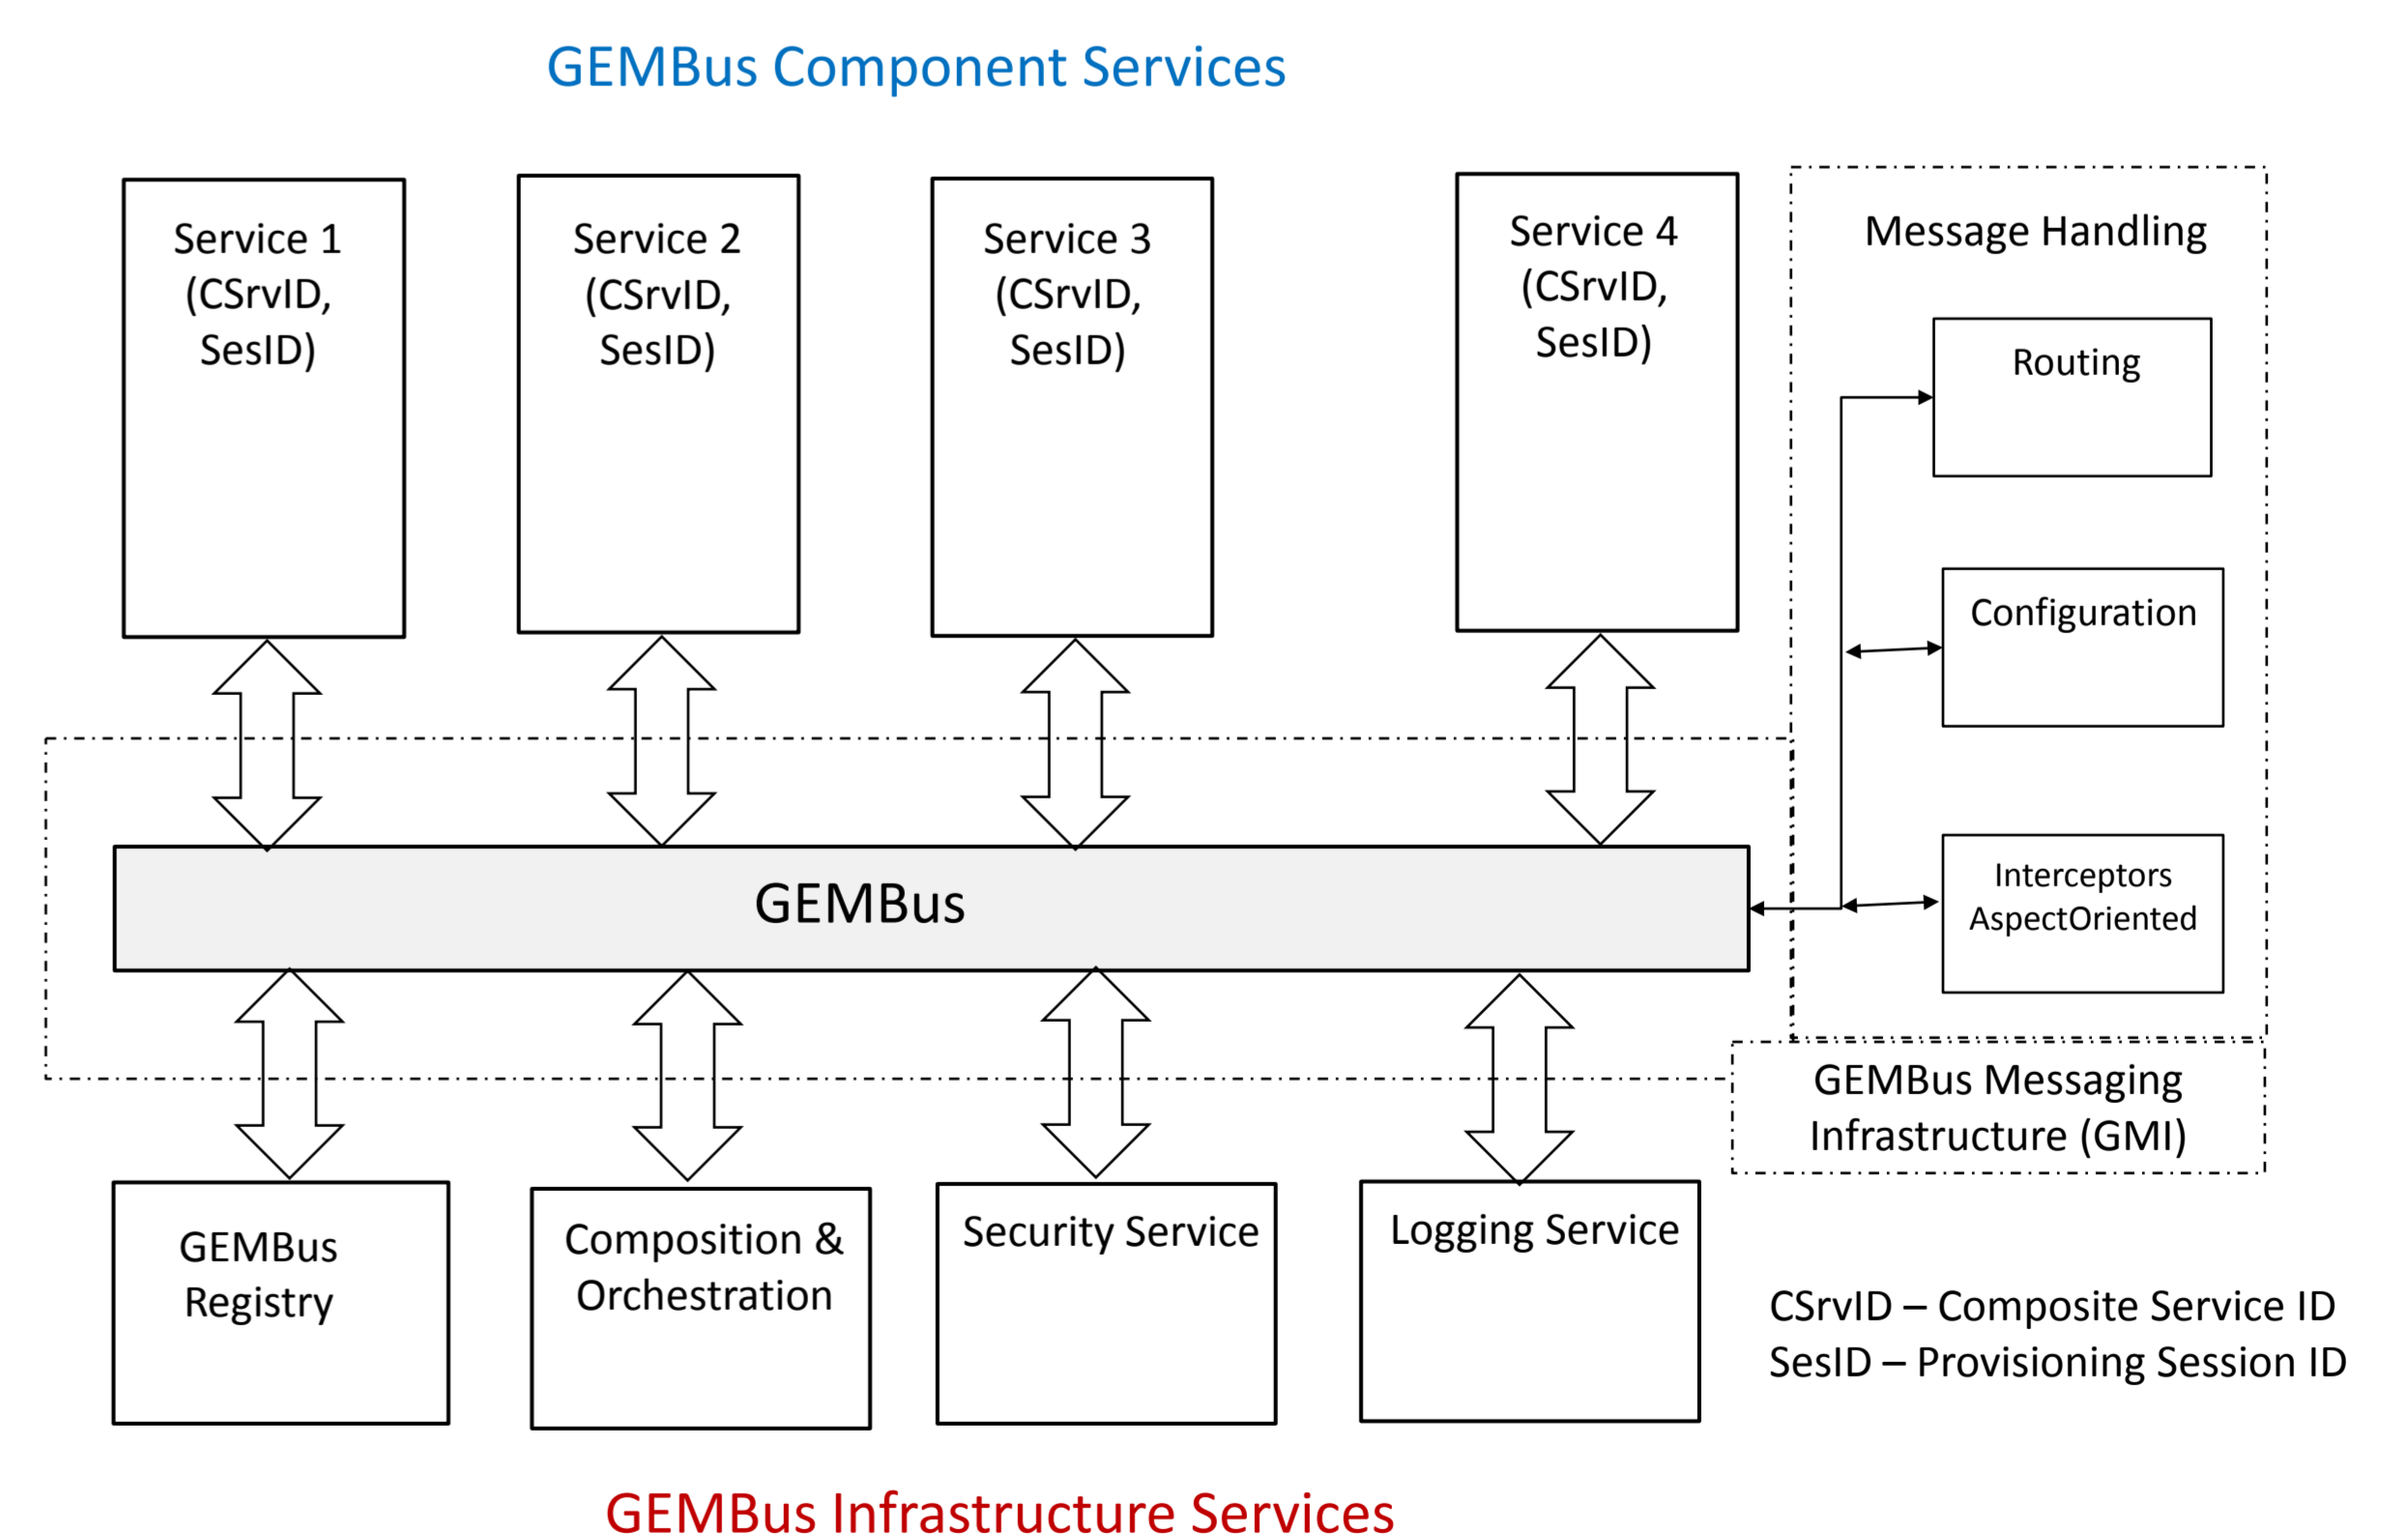 GEMBus Component Services
Service 1
(CSrvID,
SesID)
Service 2
(CSrvID,
SesID)
Service 3
(CSrvID,
SesID)
Service 4
(CSrvID,
SesID)
Message Handling
Routing
Configuration
Interceptors
AspectOriented
GEMBus
GEMBus Messaging
Infrastructure (GMI)
GEMBus
Registry
Composition &
Orchestration
Security Service
Logging Service
CSrvID – Composite Service ID
SesID – Provisioning Session ID
GEMBus Infrastructure Services